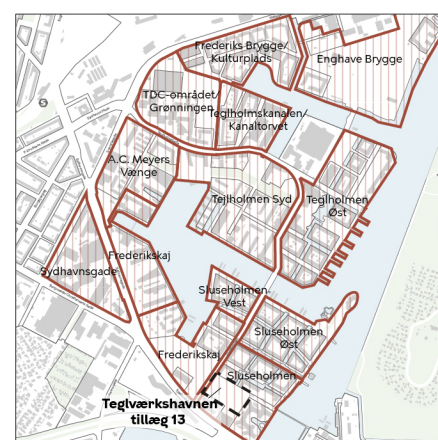 Frederiks Brygge/
Kulturplads
Enghave Brygge
TDC-området/
Grønningen
Teglholmskanalen/
Kanaltorvet
A.C. Meyers
Vænge
Tejlholmen Syd
Teglholmen
Øst
Frederikskaj
Sydhavnsgade
Sluseholmen
Vest
Sluseholmen
Øst
Frederikskaj
Sluseholmen
Teglværkshavnen
tillæg 13